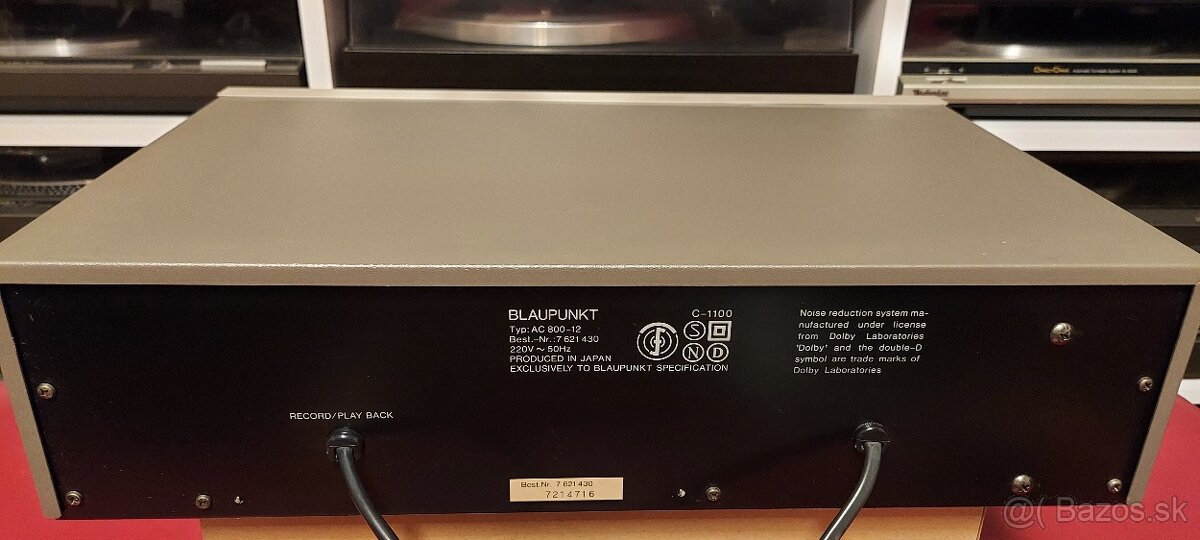 BLAUPUNKT C-1100
Typ: AC 800-12
Best.-Nr.: 7 621 430
220V ~ 50Hz
PRODUCED IN JAPAN
EXCLUSIVELY TO BLAUPUNKT SPECIFICATION
S
N D
Noise reduction system ma-
nufactured under license
from Dolby Laboratories
'Dolby' and the double-D
symbol are trade marks of
Dolby Laboratories
RECORD/PLAY BACK
Best.Nr. 7 621 430
7214716
@( Bazos.sk